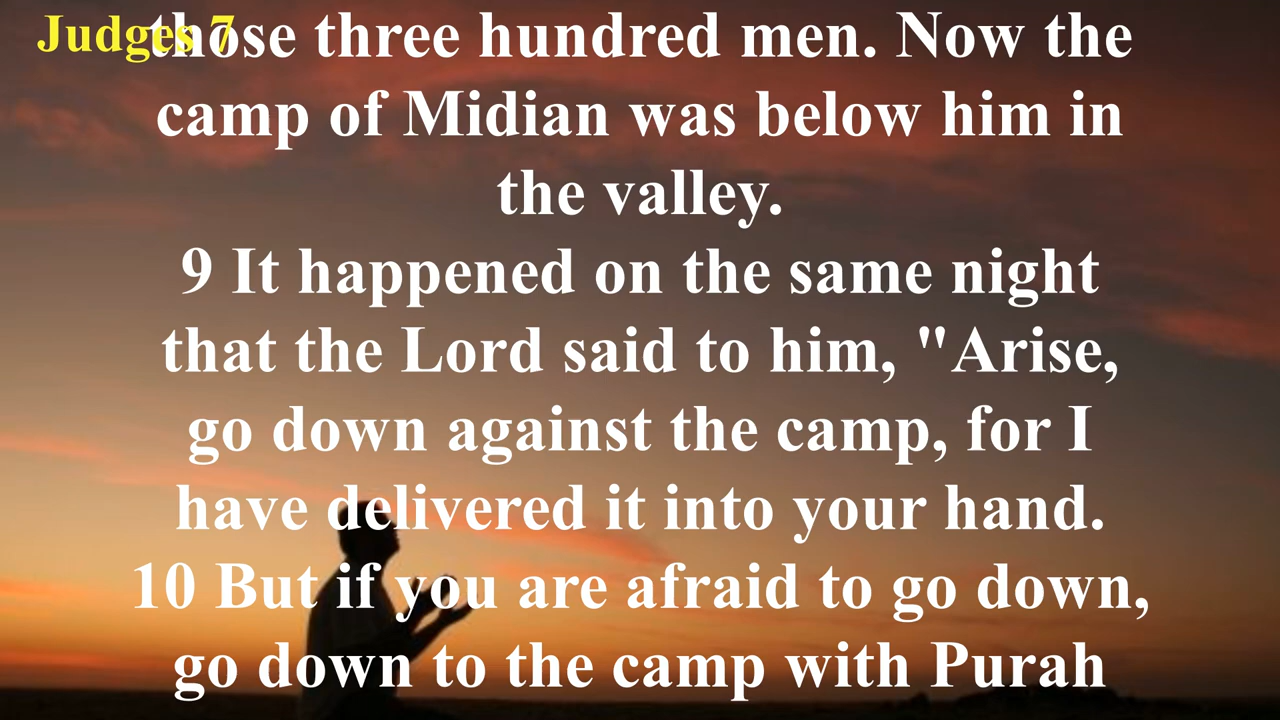 Judges 7
those three hundred men. Now the
camp of Midian was below him in
the valley.
9 It happened on the same night
that the Lord said to him, "Arise,
go down against the camp, for I
have delivered it into your hand.
10 But if you are afraid to go down,
go down to the camp with Purah